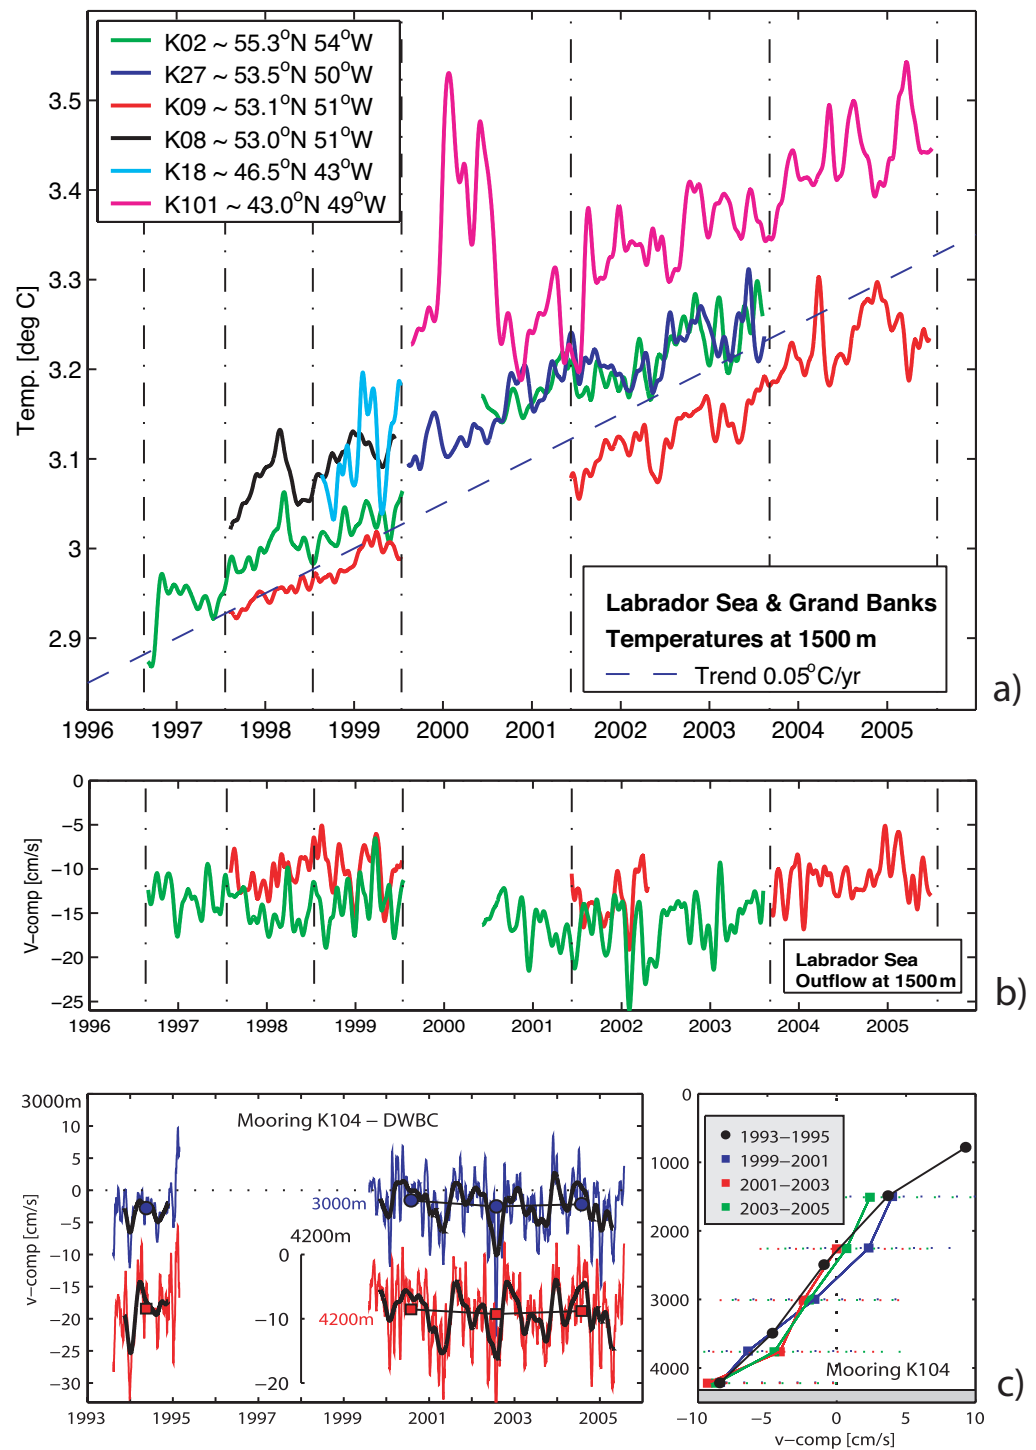 K02 ~ 55.3°N 54°W
K27 ~ 53.5°N 50°W
K09 ~ 53.1°N 51°W
K08 ~ 53.0°N 51°W
K18 ~ 46.5°N 43°W
K101 ~ 43.0°N 49°W
Temp. [deg C]
3.5
3.4
3.3
3.2
3.1
3
2.9
Labrador Sea & Grand Banks
Temperatures at 1500 m
Trend 0.05°C/yr
a)
1996 1997 1998 1999 2000 2001 2002 2003 2004 2005
V-comp [cm/s]
0
-5
-10
-15
-20
-25
Labrador Sea
Outflow at 1500 m
b)
1996 1997 1998 1999 2000 2001 2002 2003 2004 2005
3000m
v-comp [cm/s]
10
5
0
-5
-10
-15
-20
-25
-30
Mooring K104 – DWBC
3000m
4200m
0
-10
-20
4200m
1993 1995 1997 1999 2001 2003 2005
0
1000
2000
3000
4000
1993–1995
1999–2001
2001–2003
2003–2005
Mooring K104
-10 -5 0 5 10
v-comp [cm/s]
c)